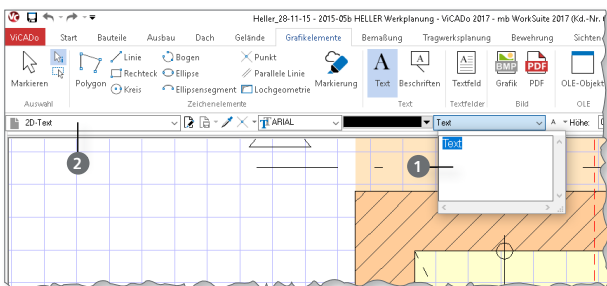 Heller_28-11-15 - 2015-05b HELLER Werkplanung - ViCADo 2017 - mb WorkSuite 2017 (Kd.-Nr.
ViCADo Start Bauteile Ausbau Dach Gelände Grafikelemente Bemaßung Tragwerksplanung Bewehrung Sichten
Linie Bogen Punkt
Rechteck Ellipse Parallele Linie
Markieren Polygon Kreis Ellipsensegment Lochgeometrie Markierung Text Beschriften Textfeld Grafik PDF OLE-Objekt
BMP PDF
Auswahl Zeichenelemente Text Textfelder Bild OLE
2D-Text ARIAL Text A Höhe:
Text
1
2